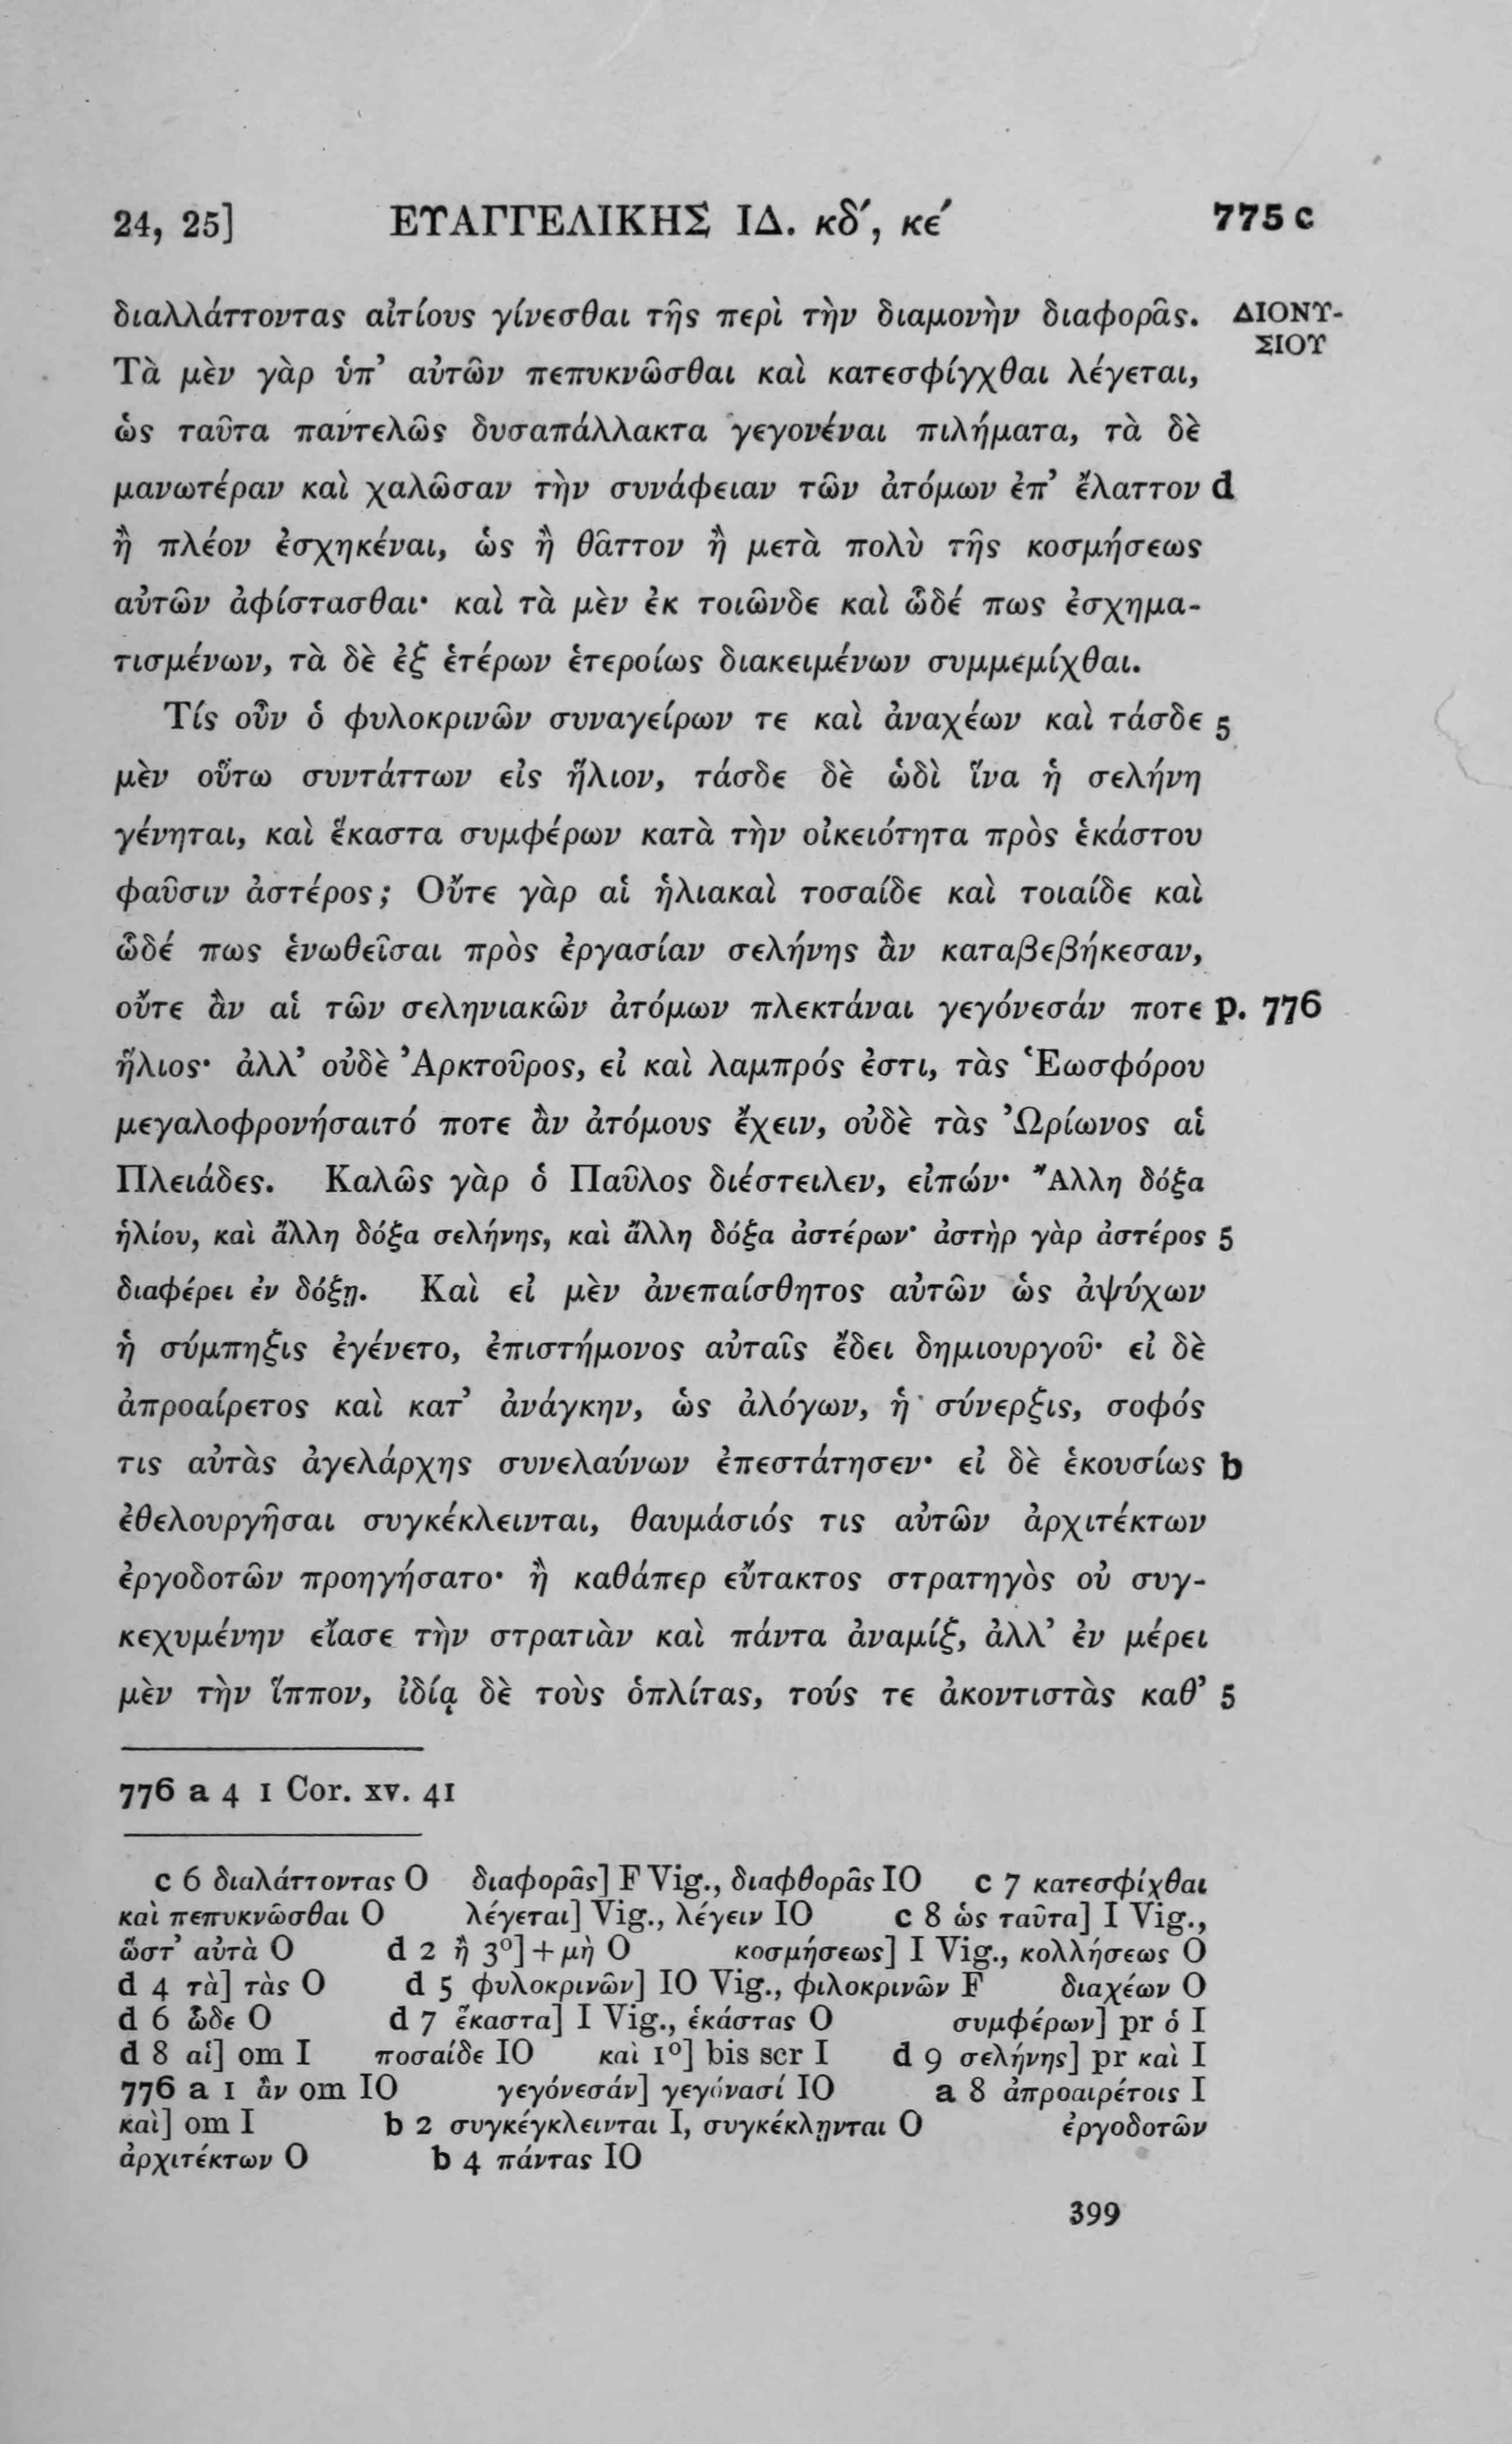 24, 25] ΕΥΑΓΓΕΛΙΚΗΣ ΙΔ. κδ′, κε′ 775 c
διαλλάττοντας αἰτίους γίνεσθαι τῆς περὶ τὴν διαμονὴν διαφορᾶς. ΔΙΟΝΥ-
ΣΙΟΥ
Τὰ μὲν γὰρ ὑπ’ αὐτῶν πεπυκνῶσθαι καὶ κατεσφίγχθαι λέγεται,
ὡς ταῦτα παντελῶς δυσαπάλλακτα γεγονέναι πιλήματα, τὰ δὲ
μανωτέραν καὶ χαλῶσαν τὴν συνάφειαν τῶν ἀτόμων ἐπ’ ἔλαττον d
ἢ πλέον ἐσχηκέναι, ὡς ἢ θᾶττον ἢ μετὰ πολὺ τῆς κοσμήσεως
αὐτῶν ἀφίστασθαι· καὶ τὰ μὲν ἐκ τοιῶνδε καὶ ὧδέ πως ἐσχημα-
τισμένων, τὰ δὲ ἐξ ἑτέρων ἑτεροίως διακειμένων συμμεμίχθαι.
Τίς οὖν ὁ φυλοκρινῶν συναγείρων τε καὶ ἀναχέων καὶ τάσδε 5
μὲν οὕτω συντάττων εἰς ἥλιον, τάσδε δὲ ὡδὶ ἵνα ἡ σελήνη
γένηται, καὶ ἕκαστα συμφέρων κατὰ τὴν οἰκειότητα πρὸς ἑκάστου
φαῦσιν ἀστέρος; Οὔτε γὰρ αἱ ἡλιακαὶ τοσαίδε καὶ τοιαίδε καὶ
ὧδέ πως ἑνωθεῖσαι πρὸς ἐργασίαν σελήνης ἂν καταβεβήκεσαν,
οὔτε ἂν αἱ τῶν σεληνιακῶν ἀτόμων πλεκτάναι γεγόνεσάν ποτε p. 776
ἥλιος· ἀλλ’ οὐδὲ Ἀρκτοῦρος, εἰ καὶ λαμπρός ἐστι, τὰς Ἑωσφόρου
μεγαλοφρονήσαιτό ποτε ἂν ἀτόμους ἔχειν, οὐδὲ τὰς Ὠρίωνος αἱ
Πλειάδες. Καλῶς γὰρ ὁ Παῦλος διέστειλεν, εἰπών· Ἄλλη δόξα
ἡλίου, καὶ ἄλλη δόξα σελήνης, καὶ ἄλλη δόξα ἀστέρων· ἀστὴρ γὰρ ἀστέρος 5
διαφέρει ἐν δόξῃ. Καὶ εἰ μὲν ἀνεπαίσθητος αὐτῶν ὡς ἀψύχων
ἡ σύμπηξις ἐγένετο, ἐπιστήμονος αὐταῖς ἔδει δημιουργοῦ· εἰ δὲ
ἀπροαίρετος καὶ κατ’ ἀνάγκην, ὡς ἀλόγων, ἡ σύνερξις, σοφός
τις αὐτὰς ἀγελάρχης συνελαύνων ἐπεστάτησεν· εἰ δὲ ἑκουσίως b
ἐθελουργῆσαι συγκέκλεινται, θαυμάσιός τις αὐτῶν ἀρχιτέκτων
ἐργοδοτῶν προηγήσατο· ἢ καθάπερ εὔτακτος στρατηγὸς οὐ συγ-
κεχυμένην εἴασε τὴν στρατιὰν καὶ πάντα ἀναμίξ, ἀλλ’ ἐν μέρει
μὲν τὴν ἵππον, ἰδίᾳ δὲ τοὺς ὁπλίτας, τούς τε ἀκοντιστὰς καθ’ 5
776 a 4 1 Cor. xv. 41
c 6 διαλάττοντας O διαφορᾶς] F Vig., διαφθορᾶς IO c 7 κατεσφίχθαι
καὶ πεπυκνῶσθαι O λέγεται] Vig., λέγειν IO c 8 ὡς ταῦτα] I Vig.,
ὥστ’ αὐτὰ O d 2 ἢ 3⁰] + μὴ O κοσμήσεως] I Vig., κολλήσεως O
d 4 τὰ] τὰς O d 5 φυλοκρινῶν] IO Vig., φιλοκρινῶν F διαχέων O
d 6 ὧδε O d 7 ἕκαστα] I Vig., ἑκάστας O συμφέρων] pr ὁ I
d 8 αἱ] om I ποσαίδε IO καὶ 1⁰] bis scr I d 9 σελήνης] pr καὶ I
776 a 1 ἂν om IO γεγόνεσάν] γεγόνασί IO a 8 ἀπροαιρέτοις I
καὶ] om I b 2 συγκέγκλεινται I, συγκέκλῃνται O ἐργοδοτῶν
ἀρχιτέκτων O b 4 πάντας IO
399